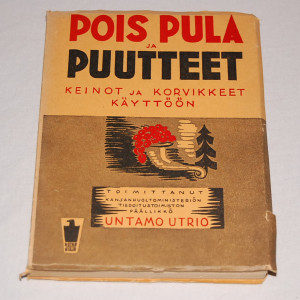 POIS PULA
JA
PUUTTEET
KEINOT JA KORVIKKEET
KÄYTTÖÖN
TOIMITTANUT
KANSANHUOLTOMINISTERIÖN
TIEDOITUSTOIMISTON
PÄÄLLIKKÖ
UNTAMO UTRIO